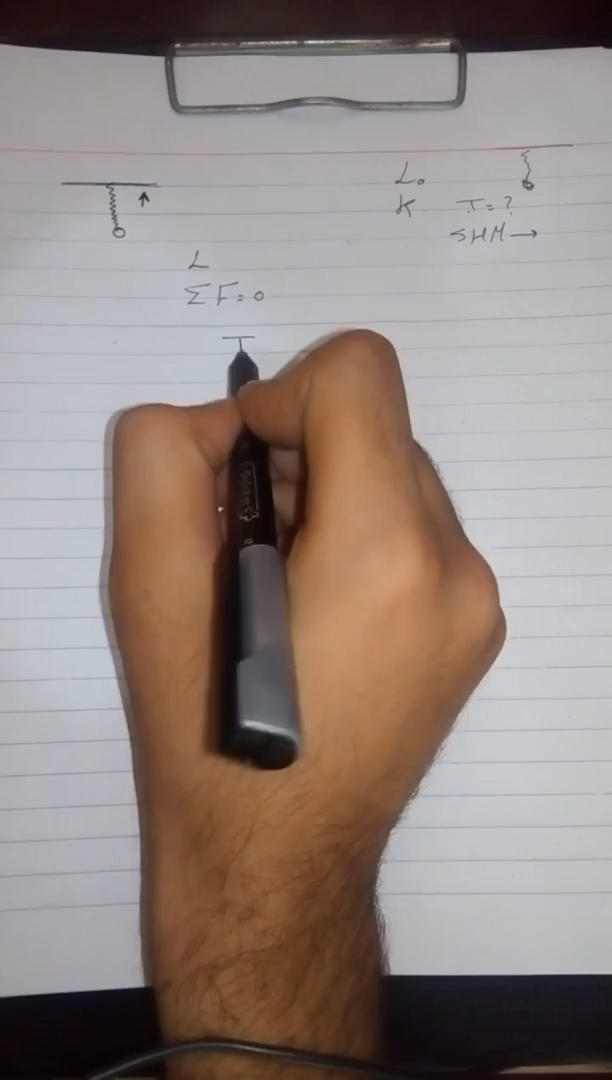 L₀
K T=?
SHM→
L
ΣF=0